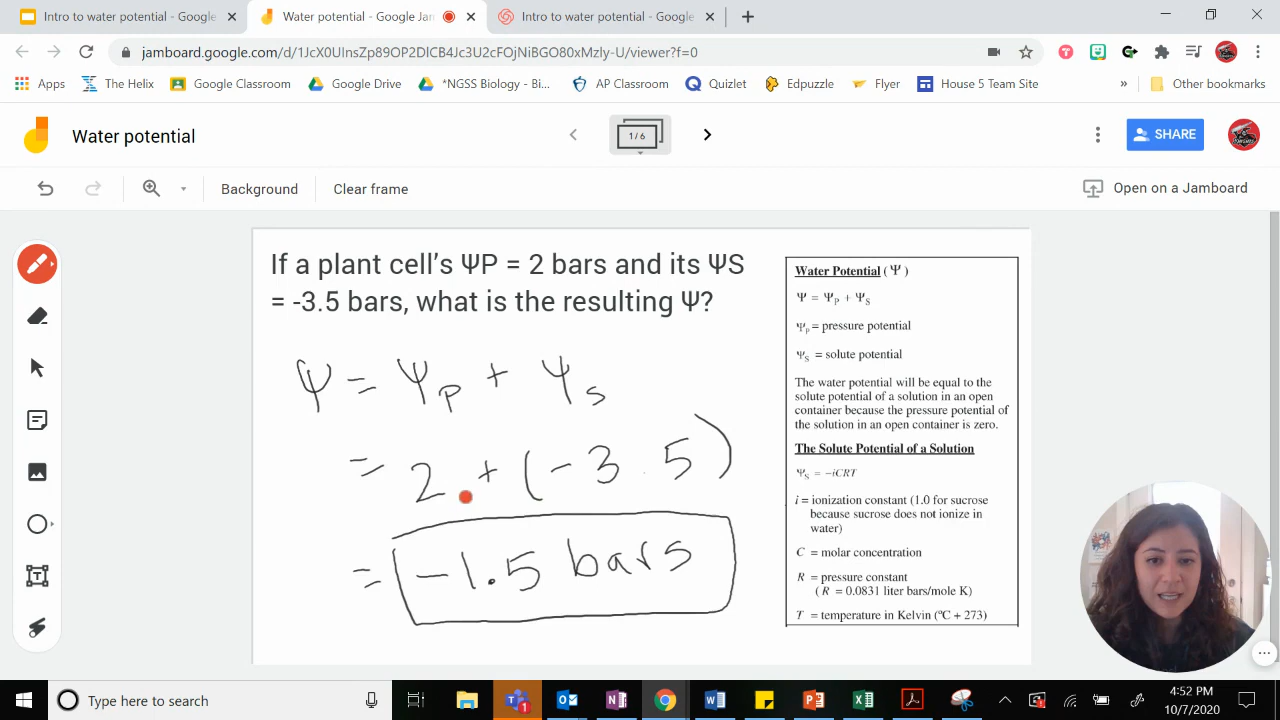 Intro to water potential - Google
Water potential - Google Jam
Intro to water potential - Google
jamboard.google.com/d/1JcX0UInsZp89OP2DlCB4Jc3U2cFOjNiBGO80xMzIy-U/viewer?f=0
Apps
The Helix
Google Classroom
Google Drive
*NGSS Biology - Bi...
AP Classroom
Quizlet
Edpuzzle
Flyer
House 5 Team Site
»
Other bookmarks
Water potential
1/6
SHARE
Background
Clear frame
Open on a Jamboard
If a plant cell's ΨP = 2 bars and its ΨS
= -3.5 bars, what is the resulting Ψ?
Ψ = Ψp + Ψs
= 2 + (-3.5)
= -1.5 bars
Water Potential (Ψ)
Ψ = ΨP + ΨS
ΨP = pressure potential
ΨS = solute potential
The water potential will be equal to the
solute potential of a solution in an open
container because the pressure potential of
the solution in an open container is zero.
The Solute Potential of a Solution
ΨS = –iCRT
i = ionization constant (1.0 for sucrose
because sucrose does not ionize in
water)
C = molar concentration
R = pressure constant
(R = 0.0831 liter bars/mole K)
T = temperature in Kelvin (ºC + 273)
Type here to search
1
4:52 PM
10/7/2020